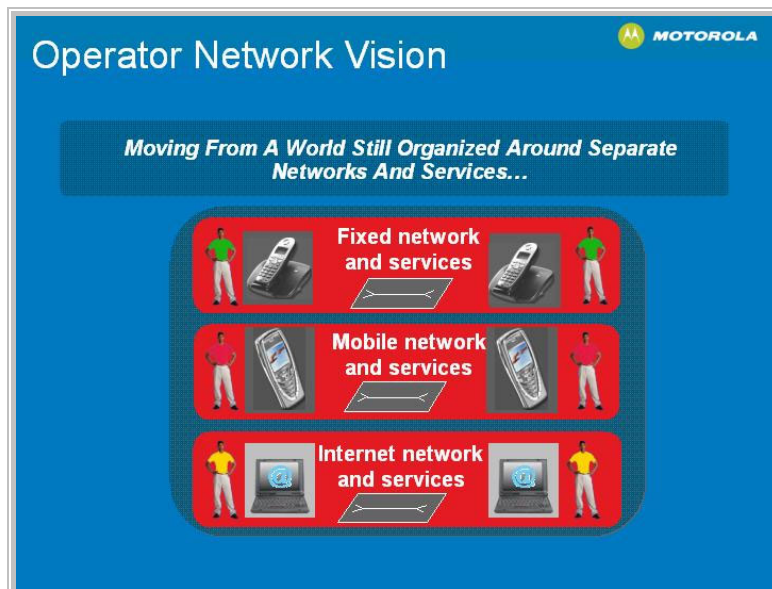 Operator Network Vision
MOTOROLA
Moving From A World Still Organized Around Separate
Networks And Services…
Fixed network
and services
Mobile network
and services
Internet network
and services